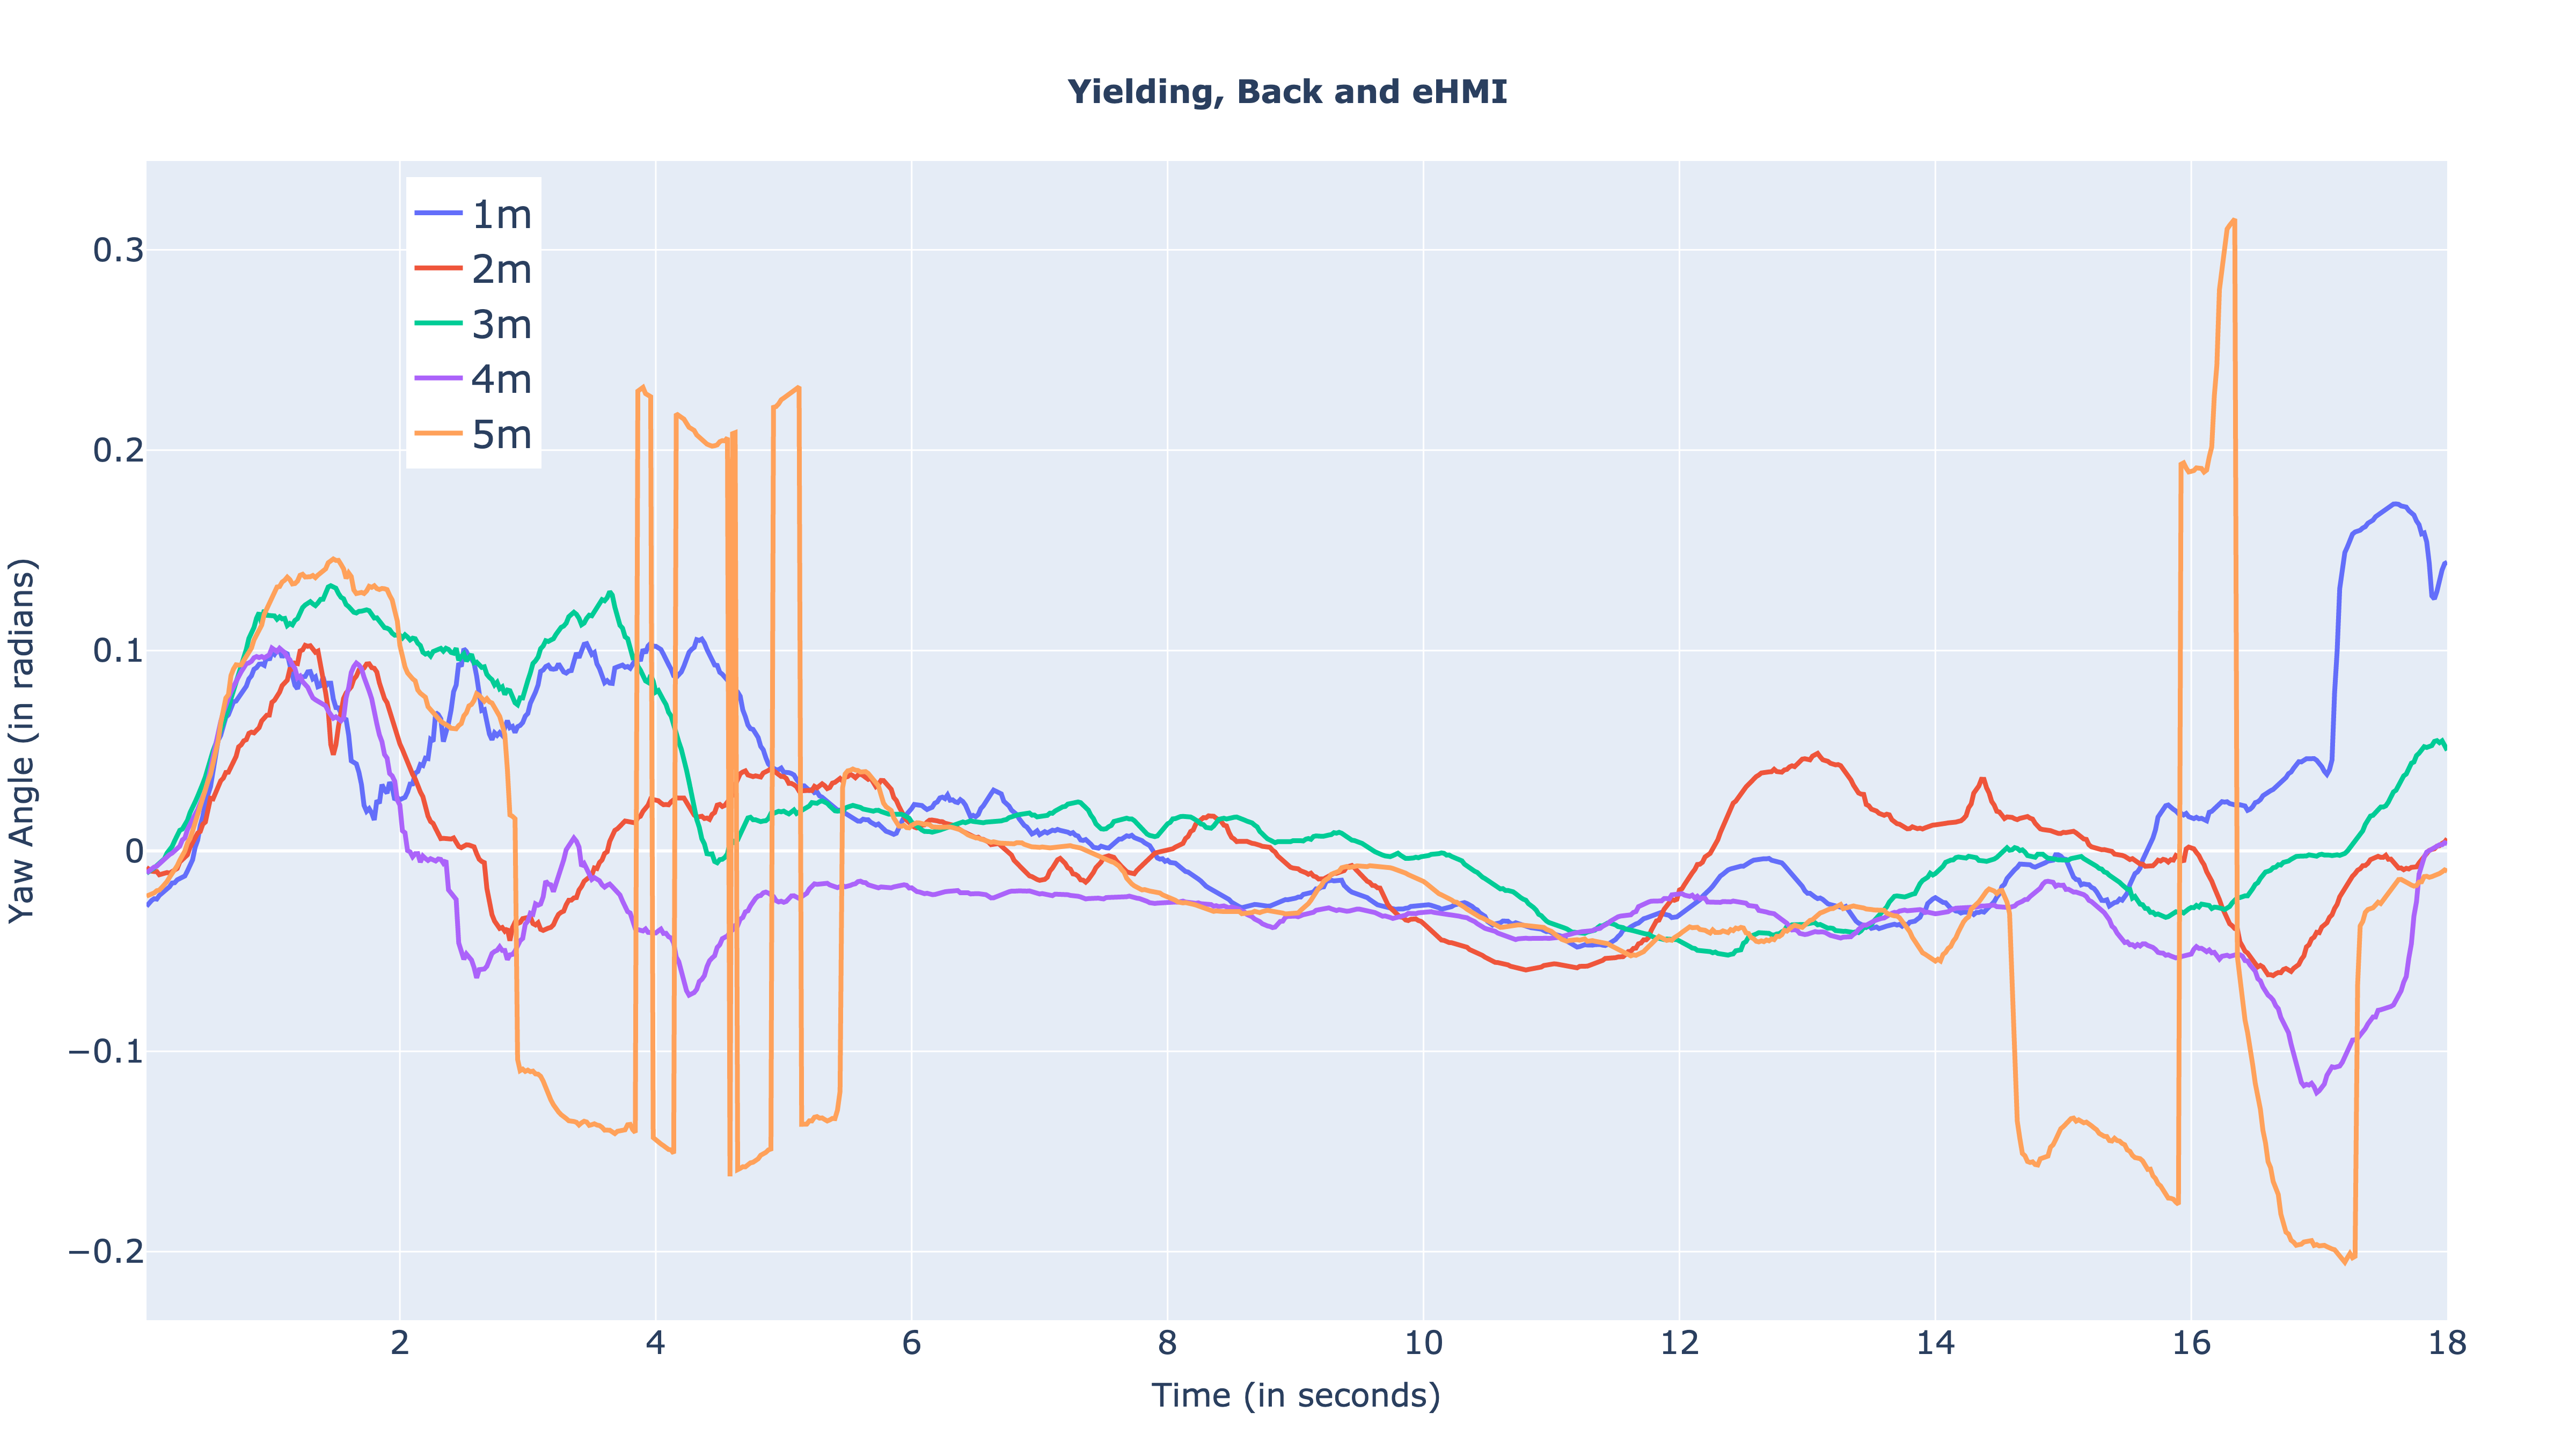 Yielding, Back and eHMI
1m
2m
3m
4m
5m
0.3
0.2
0.1
0
−0.1
−0.2
Yaw Angle (in radians)
2 4 6 8 10 12 14 16 18
Time (in seconds)